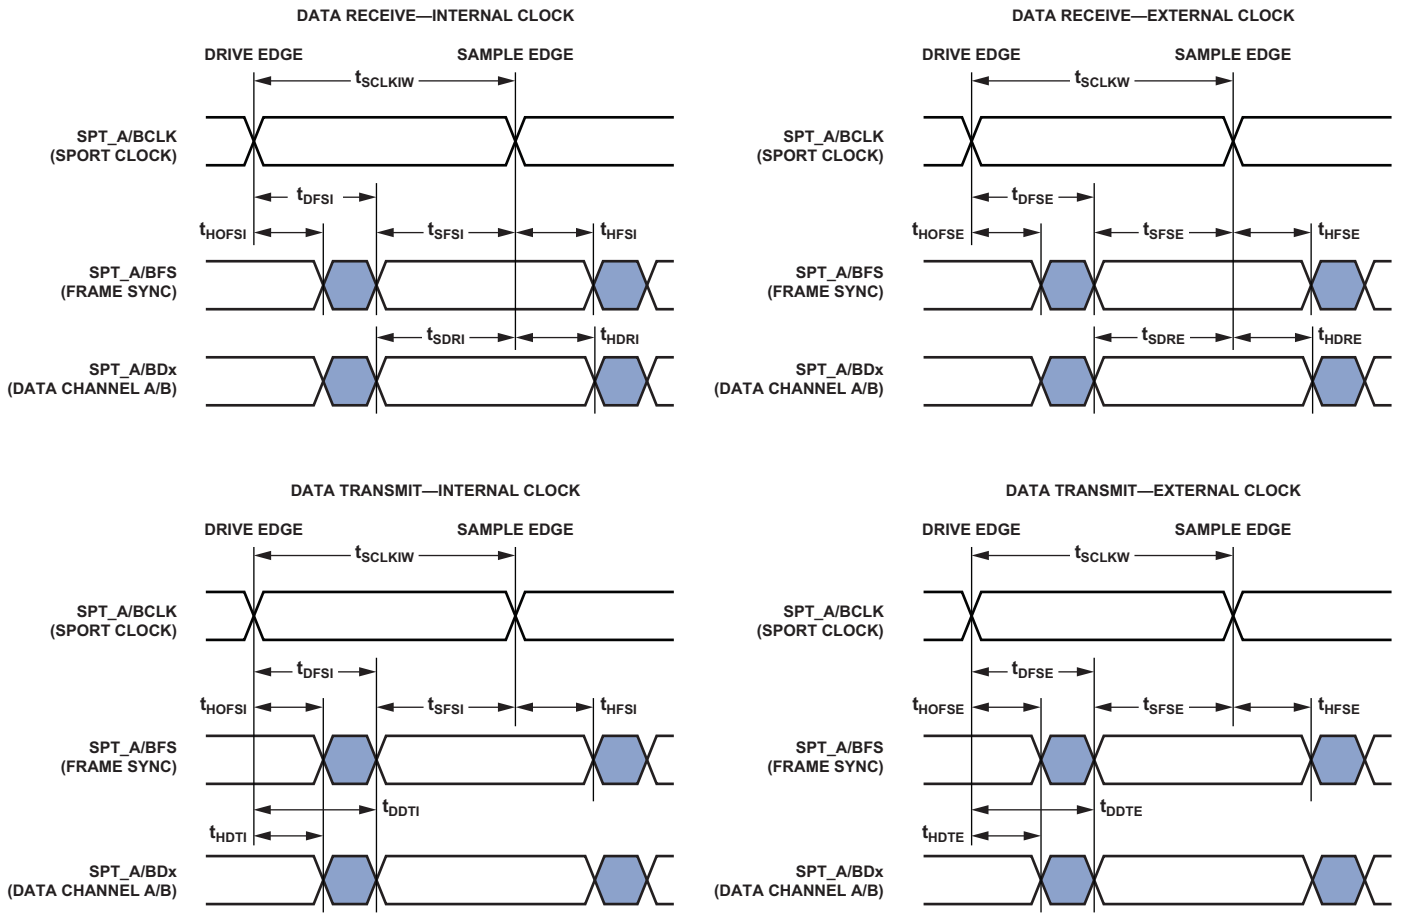 DATA RECEIVE—INTERNAL CLOCK
DRIVE EDGE
SAMPLE EDGE
tSCLKIW
SPT_A/BCLK
(SPORT CLOCK)
tDFSI
tHOFSI
tSFSI
tHFSI
SPT_A/BFS
(FRAME SYNC)
tSDRI
tHDRI
SPT_A/BDx
(DATA CHANNEL A/B)
DATA RECEIVE—EXTERNAL CLOCK
DRIVE EDGE
SAMPLE EDGE
tSCLKW
SPT_A/BCLK
(SPORT CLOCK)
tDFSE
tHOFSE
tSFSE
tHFSE
SPT_A/BFS
(FRAME SYNC)
tSDRE
tHDRE
SPT_A/BDx
(DATA CHANNEL A/B)
DATA TRANSMIT—INTERNAL CLOCK
DRIVE EDGE
SAMPLE EDGE
tSCLKIW
SPT_A/BCLK
(SPORT CLOCK)
tDFSI
tHOFSI
tSFSI
tHFSI
SPT_A/BFS
(FRAME SYNC)
tDDTI
tHDTI
SPT_A/BDx
(DATA CHANNEL A/B)
DATA TRANSMIT—EXTERNAL CLOCK
DRIVE EDGE
SAMPLE EDGE
tSCLKW
SPT_A/BCLK
(SPORT CLOCK)
tDFSE
tHOFSE
tSFSE
tHFSE
SPT_A/BFS
(FRAME SYNC)
tDDTE
tHDTE
SPT_A/BDx
(DATA CHANNEL A/B)